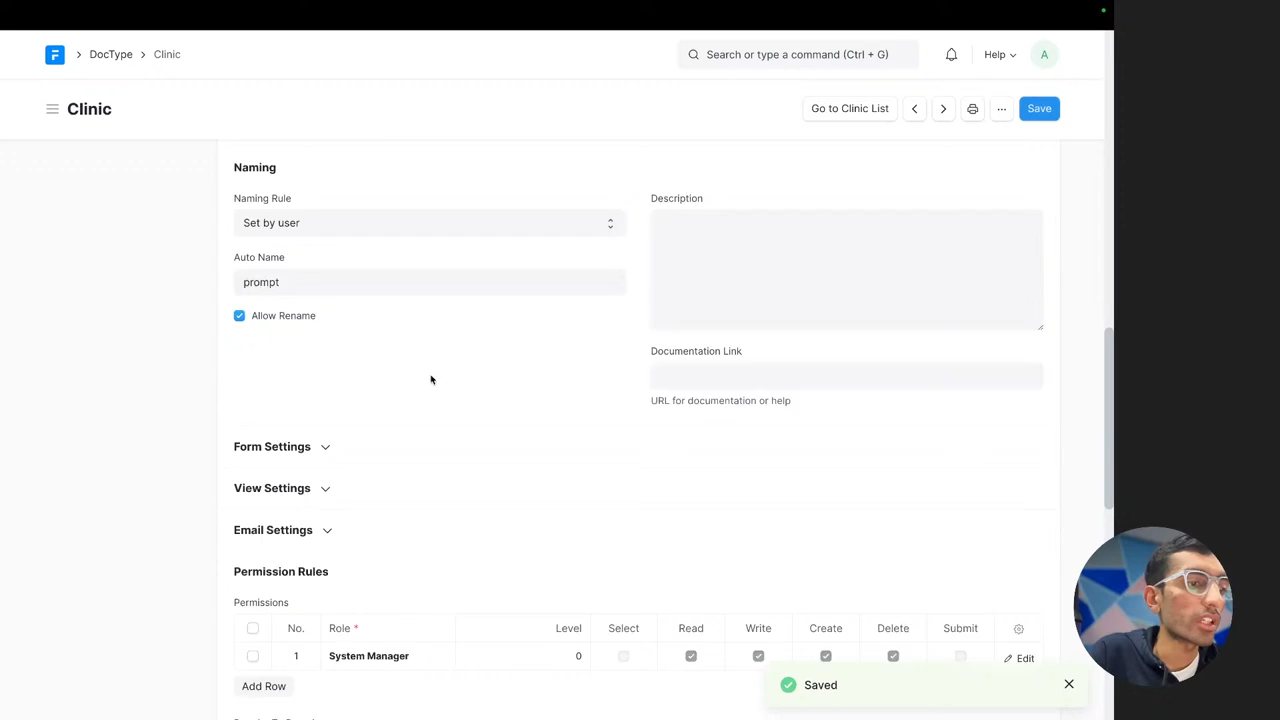 DocType
Clinic
Search or type a command (Ctrl + G)
Help
A
Clinic
Go to Clinic List
Save
Naming
Naming Rule
Set by user
Auto Name
prompt
Allow Rename
Description
Documentation Link
URL for documentation or help
Form Settings
View Settings
Email Settings
Permission Rules
Permissions
No.
Role *
Level
Select
Read
Write
Create
Delete
Submit
1
System Manager
0
Edit
Add Row
Saved